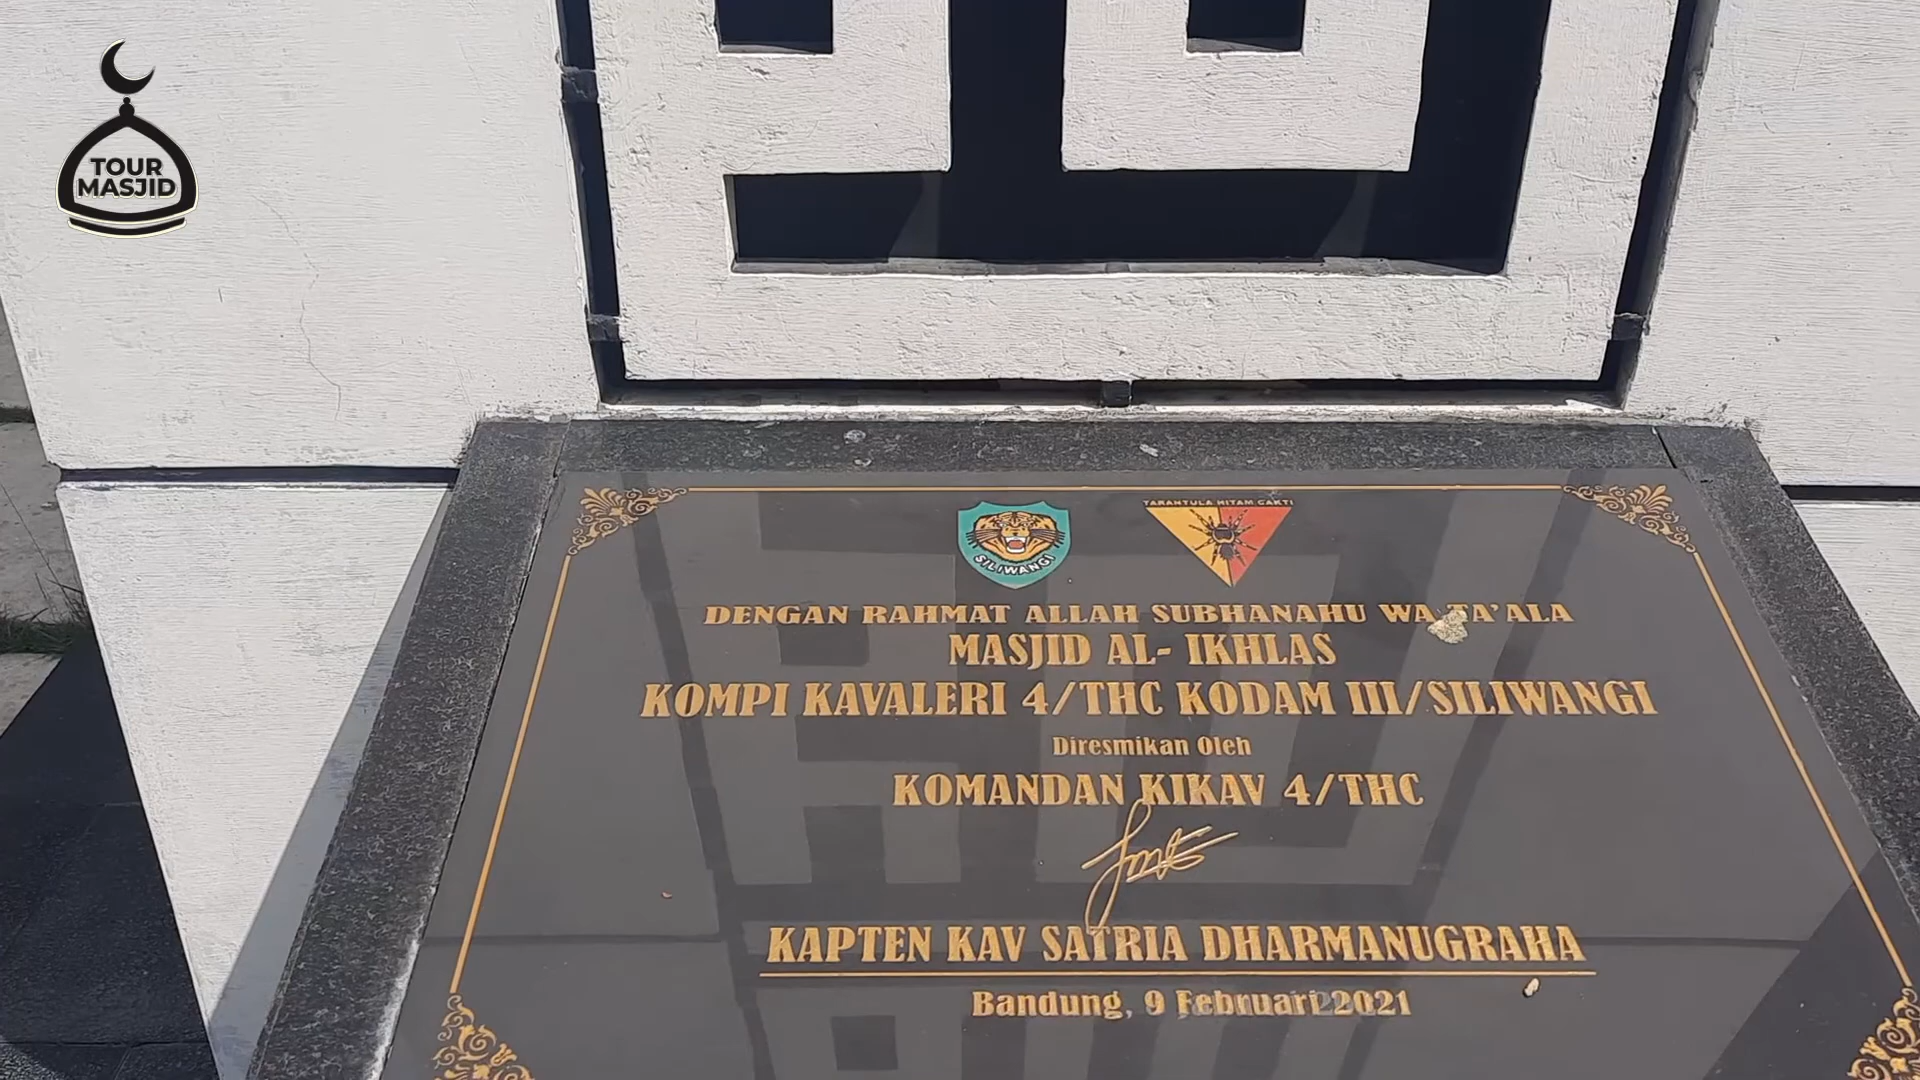 TOUR
MASJID
SILIWANGI
TARANTULA HITAM CAKTI
DENGAN RAHMAT ALLAH SUBHANAHU WA TA'ALA
MASJID AL- IKHLAS
KOMPI KAVALERI 4/THC KODAM III/SILIWANGI
Diresmikan Oleh
KOMANDAN KIKAV 4/THC
KAPTEN KAV SATRIA DHARMANUGRAHA
Bandung, 9 Februari 2021